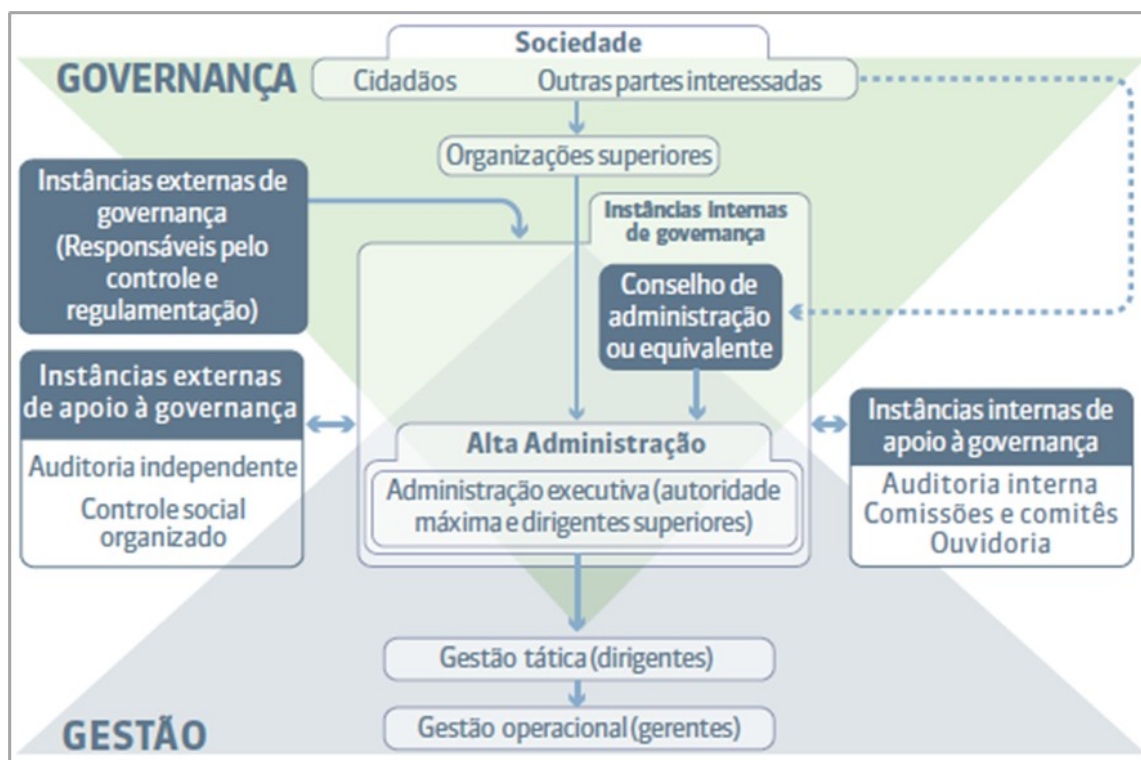 Sociedade
GOVERNANÇA
Cidadãos
Outras partes interessadas
Organizações superiores
Instâncias externas de
governança
(Responsáveis pelo
controle e
regulamentação)
Instâncias internas
de governança
Conselho de
administração
ou equivalente
Instâncias externas
de apoio à governança
Auditoria independente
Controle social
organizado
Alta Administração
Administração executiva (autoridade
máxima e dirigentes superiores)
Instâncias internas de
apoio à governança
Auditoria interna
Comissões e comitês
Ouvidoria
Gestão tática (dirigentes)
Gestão operacional (gerentes)
GESTÃO